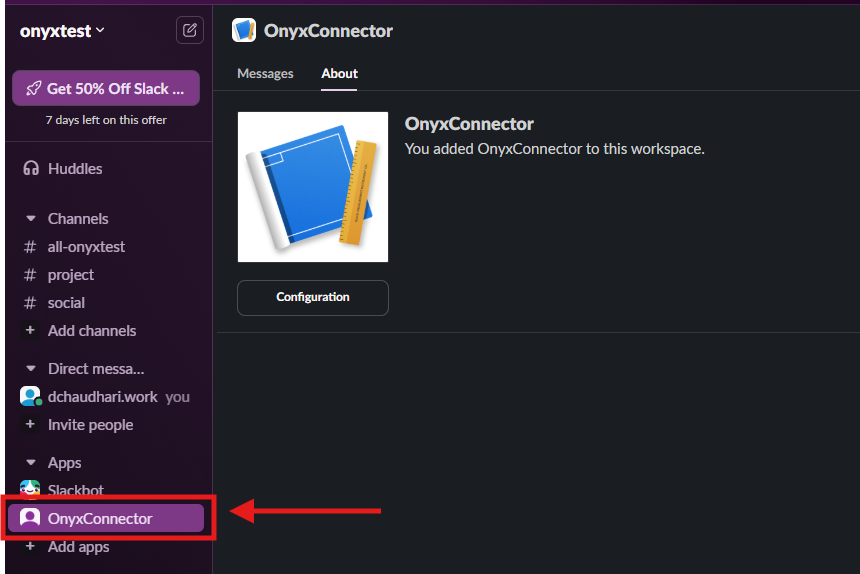 onyxtest
Get 50% Off Slack ...
7 days left on this offer
Huddles
Channels
# all-onyxtest
# project
# social
+ Add channels
Direct messa...
dchaudhari.work you
+ Invite people
Apps
Slackbot
OnyxConnector
+ Add apps
OnyxConnector
Messages About
OnyxConnector
You added OnyxConnector to this workspace.
Configuration